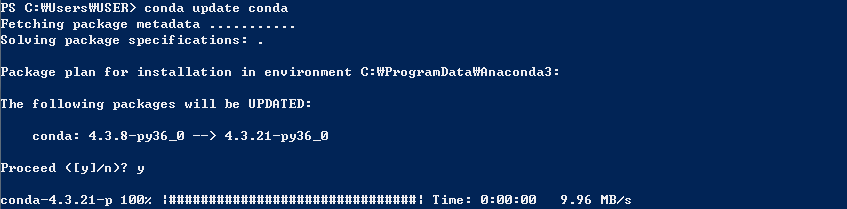 PS C:₩Users₩USER> conda update conda
Fetching package metadata ...........
Solving package specifications: .
Package plan for installation in environment C:₩ProgramData₩Anaconda3:
The following packages will be UPDATED:
conda: 4.3.8-py36_0 --> 4.3.21-py36_0
Proceed ([y]/n)? y
conda-4.3.21-p 100% |###############################| Time: 0:00:00   9.96 MB/s